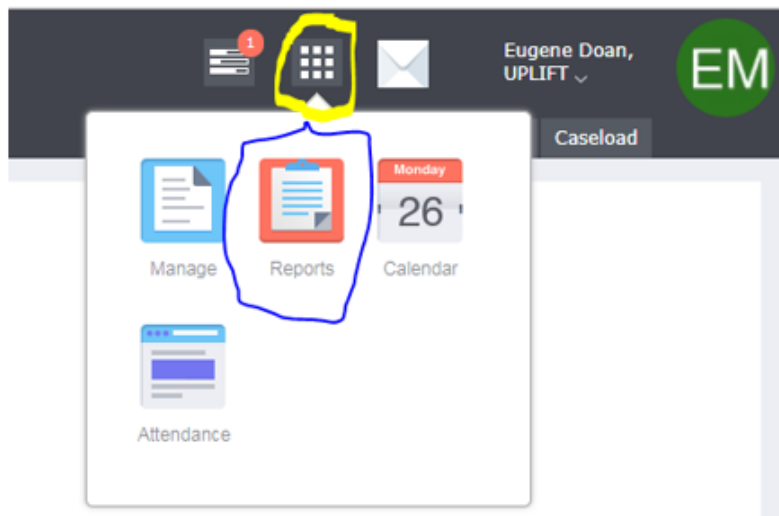 1
Eugene Doan,
UPLIFT
EM
Caseload
Monday
26
Manage
Reports
Calendar
Attendance